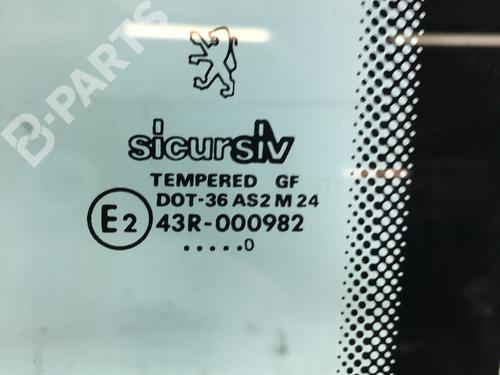 B-PARTS
sicursiv
TEMPERED GF
DOT-36 AS2 M 24
E2 43R-000982
.....0